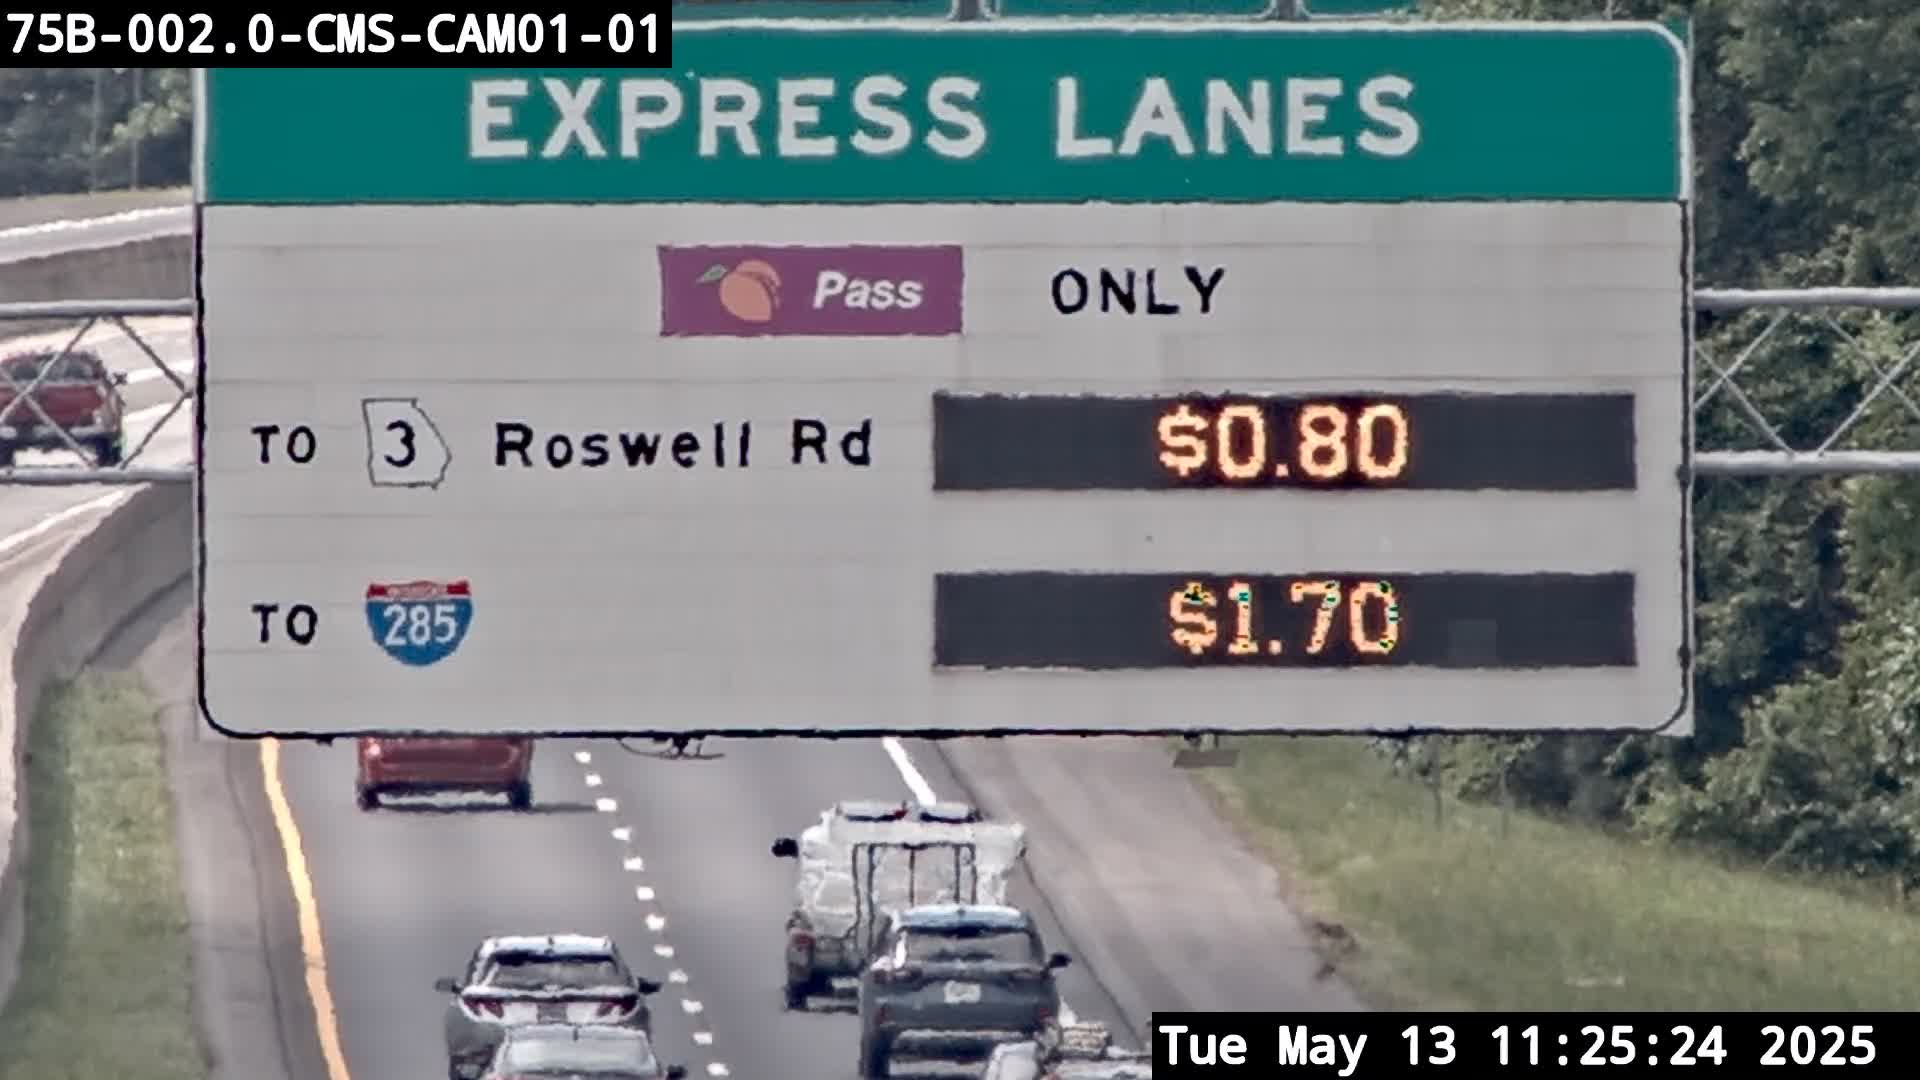 75B-002.0-CMS-CAM01-01
EXPRESS LANES
Pass ONLY
TO 3 Roswell Rd $0.80
TO 285 $1.70
Tue May 13 11:25:24 2025